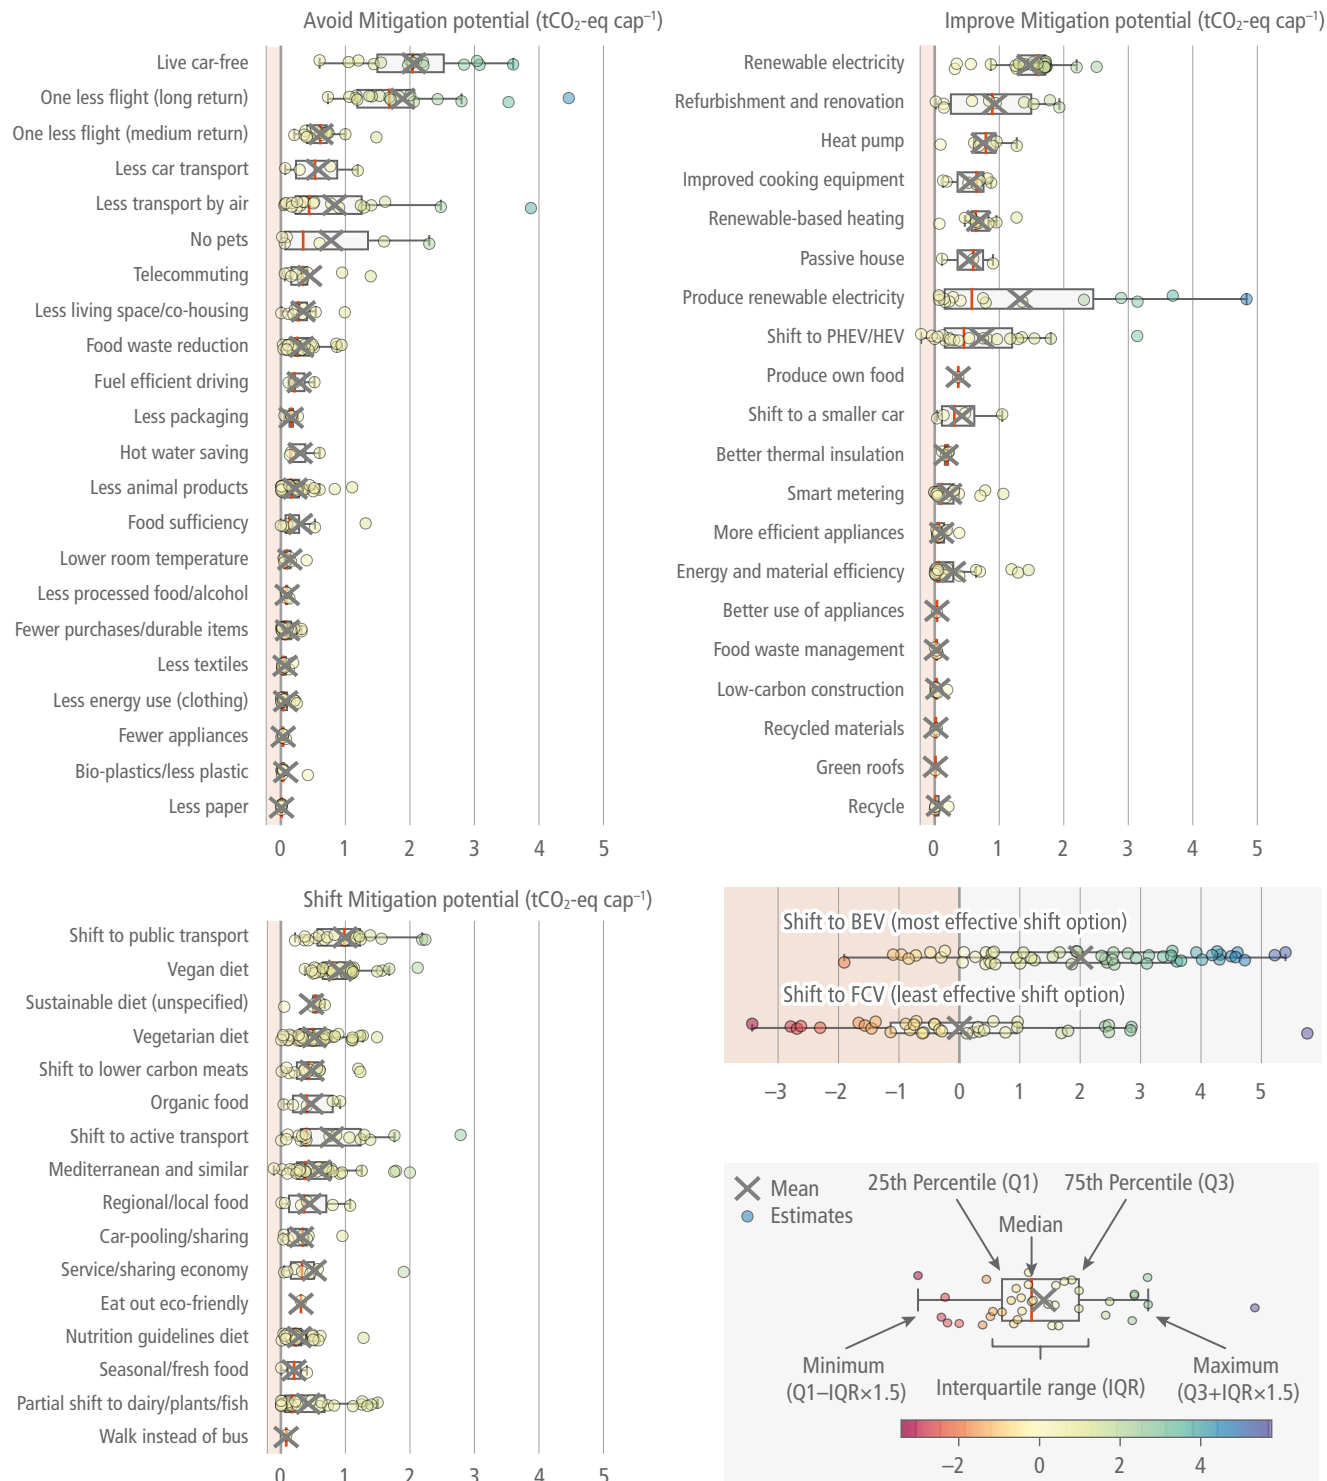 Avoid Mitigation potential (tCO₂-eq cap⁻¹)
Live car-free
One less flight (long return)
One less flight (medium return)
Less car transport
Less transport by air
No pets
Telecommuting
Less living space/co-housing
Food waste reduction
Fuel efficient driving
Less packaging
Hot water saving
Less animal products
Food sufficiency
Lower room temperature
Less processed food/alcohol
Fewer purchases/durable items
Less textiles
Less energy use (clothing)
Fewer appliances
Bio-plastics/less plastic
Less paper
0 1 2 3 4 5
Improve Mitigation potential (tCO₂-eq cap⁻¹)
Renewable electricity
Refurbishment and renovation
Heat pump
Improved cooking equipment
Renewable-based heating
Passive house
Produce renewable electricity
Shift to PHEV/HEV
Produce own food
Shift to a smaller car
Better thermal insulation
Smart metering
More efficient appliances
Energy and material efficiency
Better use of appliances
Food waste management
Low-carbon construction
Recycled materials
Green roofs
Recycle
0 1 2 3 4 5
Shift Mitigation potential (tCO₂-eq cap⁻¹)
Shift to public transport
Vegan diet
Sustainable diet (unspecified)
Vegetarian diet
Shift to lower carbon meats
Organic food
Shift to active transport
Mediterranean and similar
Regional/local food
Car-pooling/sharing
Service/sharing economy
Eat out eco-friendly
Nutrition guidelines diet
Seasonal/fresh food
Partial shift to dairy/plants/fish
Walk instead of bus
0 1 2 3 4 5
Shift to BEV (most effective shift option)
Shift to FCV (least effective shift option)
−3 −2 −1 0 1 2 3 4 5
Mean
Estimates
25th Percentile (Q1)
75th Percentile (Q3)
Median
Minimum
(Q1−IQR×1.5)
Interquartile range (IQR)
Maximum
(Q3+IQR×1.5)
−2 0 2 4